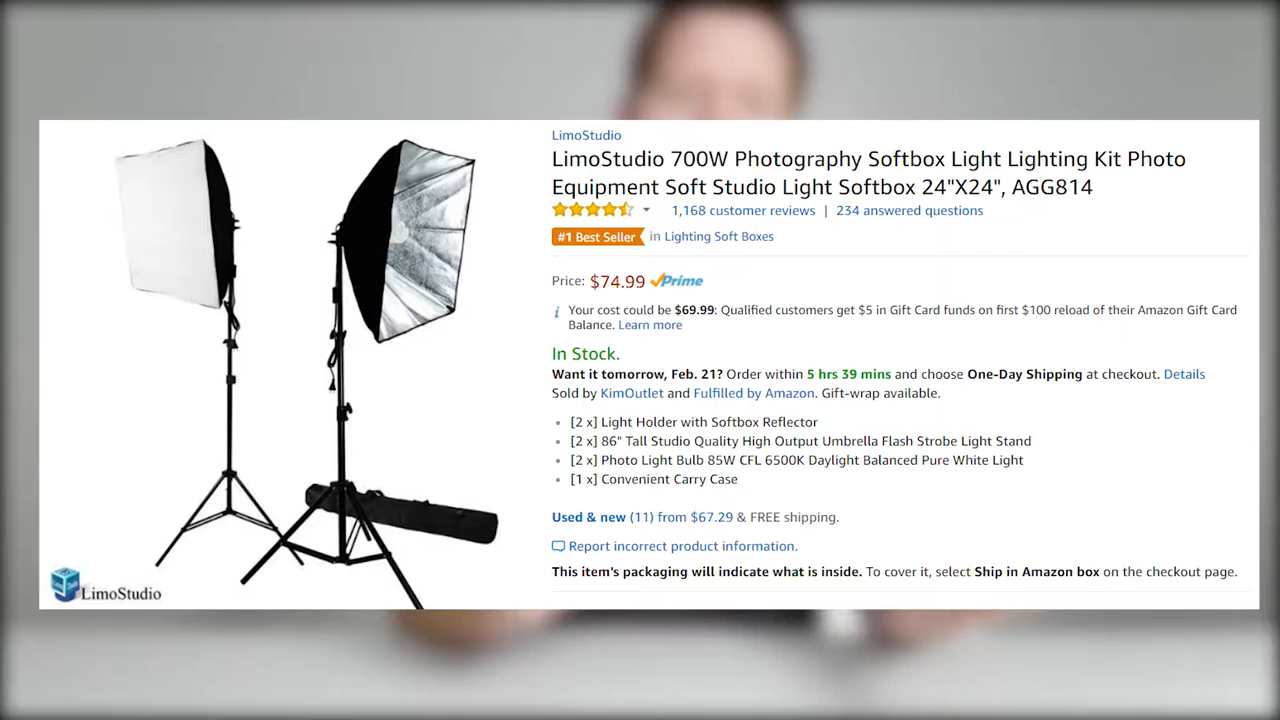 LimoStudio
LimoStudio 700W Photography Softbox Light Lighting Kit Photo
Equipment Soft Studio Light Softbox 24"X24", AGG814
1,168 customer reviews | 234 answered questions
#1 Best Seller in Lighting Soft Boxes
Price: $74.99 Prime
Your cost could be $69.99: Qualified customers get $5 in Gift Card funds on first $100 reload of their Amazon Gift Card
Balance. Learn more
In Stock.
Want it tomorrow, Feb. 21? Order within 5 hrs 39 mins and choose One-Day Shipping at checkout. Details
Sold by KimOutlet and Fulfilled by Amazon. Gift-wrap available.
[2 x] Light Holder with Softbox Reflector
[2 x] 86" Tall Studio Quality High Output Umbrella Flash Strobe Light Stand
[2 x] Photo Light Bulb 85W CFL 6500K Daylight Balanced Pure White Light
[1 x] Convenient Carry Case
Used & new (11) from $67.29 & FREE shipping.
Report incorrect product information.
This item's packaging will indicate what is inside. To cover it, select Ship in Amazon box on the checkout page.
LimoStudio